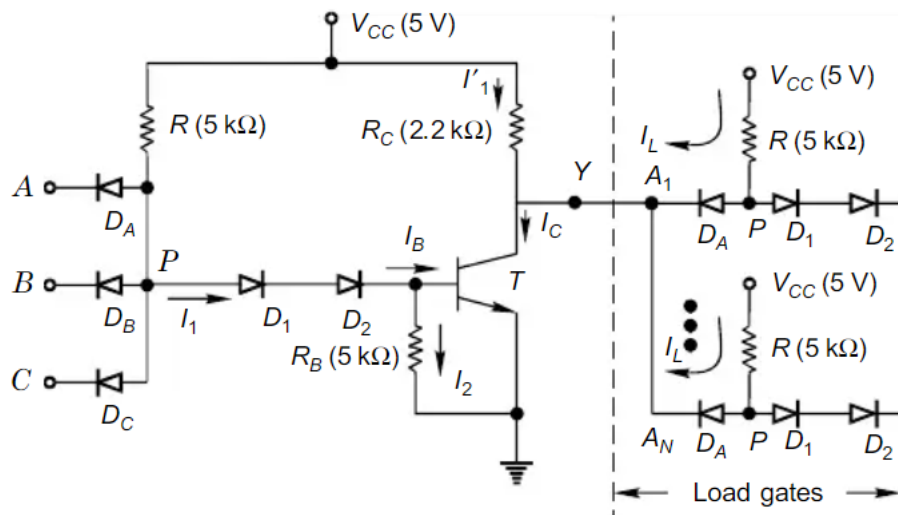 V_CC (5 V)
I'_1
R (5 kΩ)
R_C (2.2 kΩ)
A
D_A
B
D_B
C
D_C
P
I_1
D_1
D_2
I_B
R_B (5 kΩ)
I_2
T
I_C
Y
V_CC (5 V)
I_L
R (5 kΩ)
A_1
D_A
P
D_1
D_2
V_CC (5 V)
I_L
R (5 kΩ)
A_N
D_A
P
D_1
D_2
Load gates